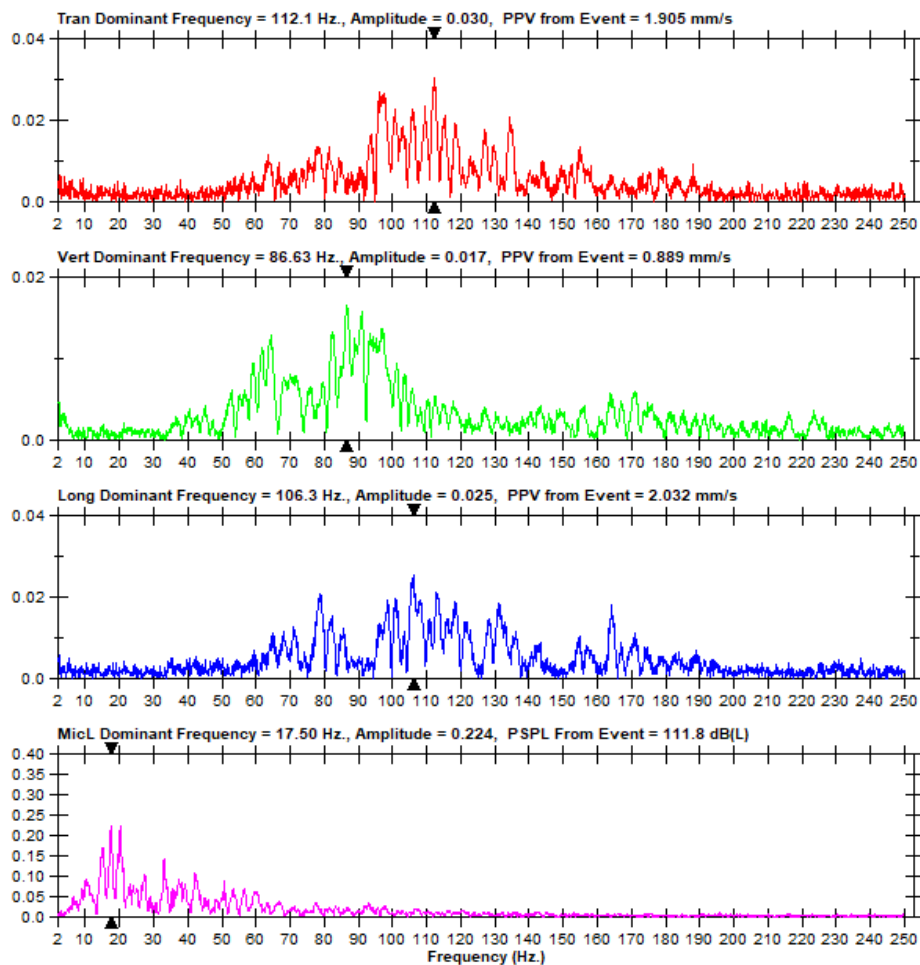 Tran Dominant Frequency = 112.1 Hz., Amplitude = 0.030, PPV from Event = 1.905 mm/s
0.04
0.02
0.0
2 10 20 30 40 50 60 70 80 90 100 110 120 130 140 150 160 170 180 190 200 210 220 230 250
Vert Dominant Frequency = 86.63 Hz., Amplitude = 0.017, PPV from Event = 0.889 mm/s
0.02
0.0
2 10 20 30 40 50 60 70 80 90 100 110 120 130 140 150 160 170 180 190 200 210 220 230 250
Long Dominant Frequency = 106.3 Hz., Amplitude = 0.025, PPV from Event = 2.032 mm/s
0.04
0.02
0.0
2 10 20 30 40 50 60 70 80 90 100 110 120 130 140 150 160 170 180 190 200 210 220 230 250
MicL Dominant Frequency = 17.50 Hz., Amplitude = 0.224, PSPL From Event = 111.8 dB(L)
0.40
0.35
0.30
0.25
0.20
0.15
0.10
0.05
0.0
2 10 20 30 40 50 60 70 80 90 100 110 120 130 140 150 160 170 180 190 200 210 220 230 250
Frequency (Hz.)